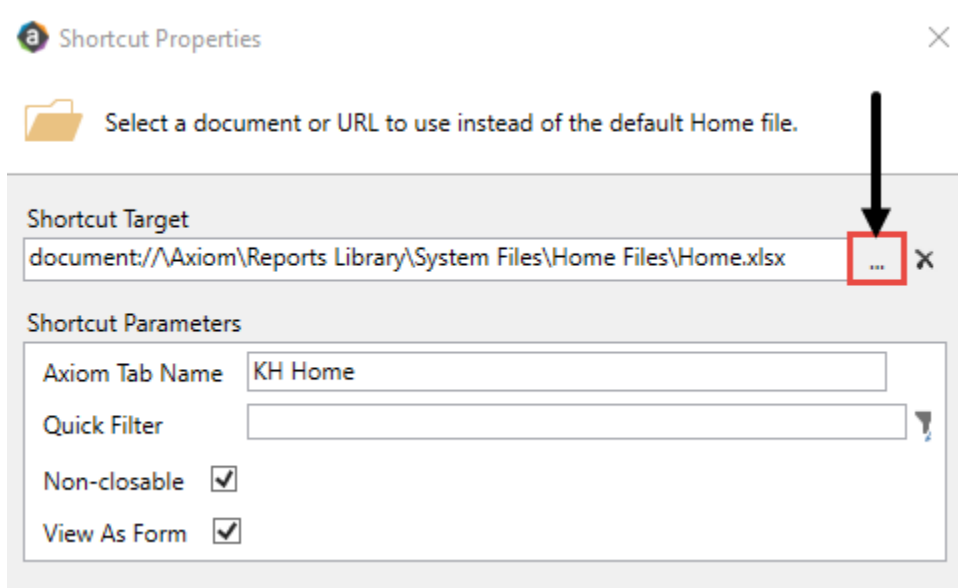 Shortcut Properties
Select a document or URL to use instead of the default Home file.
Shortcut Target
document://\Axiom\Reports Library\System Files\Home Files\Home.xlsx ...
Shortcut Parameters
Axiom Tab Name KH Home
Quick Filter
Non-closable
View As Form